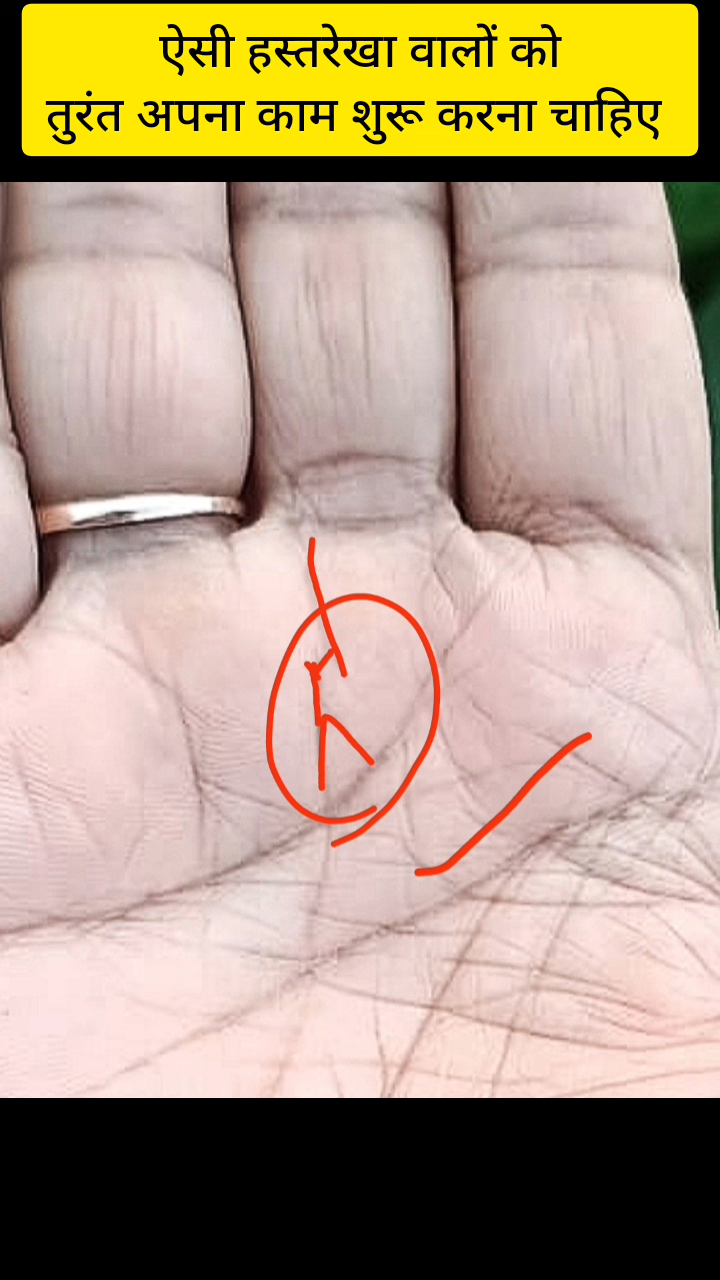 ऐसी हस्तरेखा वालों को
तुरंत अपना काम शुरू करना चाहिए